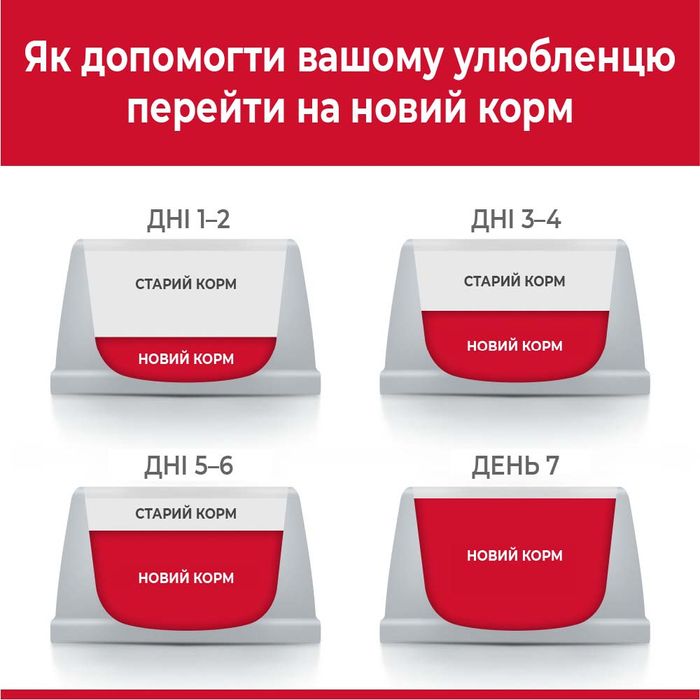 Як допомогти вашому улюбленцю
перейти на новий корм
ДНІ 1–2
СТАРИЙ КОРМ
НОВИЙ КОРМ
ДНІ 3–4
СТАРИЙ КОРМ
НОВИЙ КОРМ
ДНІ 5–6
СТАРИЙ КОРМ
НОВИЙ КОРМ
ДЕНЬ 7
НОВИЙ КОРМ